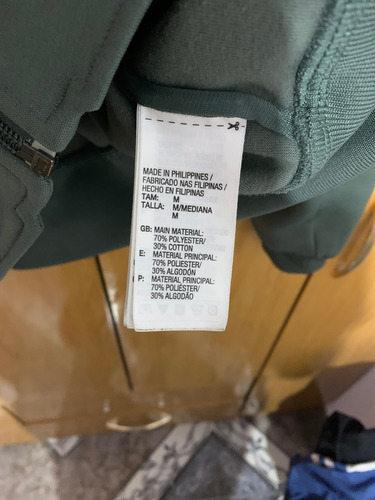 MADE IN PHILIPPINES /
FABRICADO NAS FILIPINAS /
HECHO EN FILIPINAS
TAM: M
TALLA: M/MEDIANA
M
GB: MAIN MATERIAL:
70% POLYESTER/
30% COTTON
E: MATERIAL PRINCIPAL:
70% POLIESTER/
30% ALGODÓN
P: MATERIAL PRINCIPAL:
70% POLIÉSTER/
30% ALGODÃO